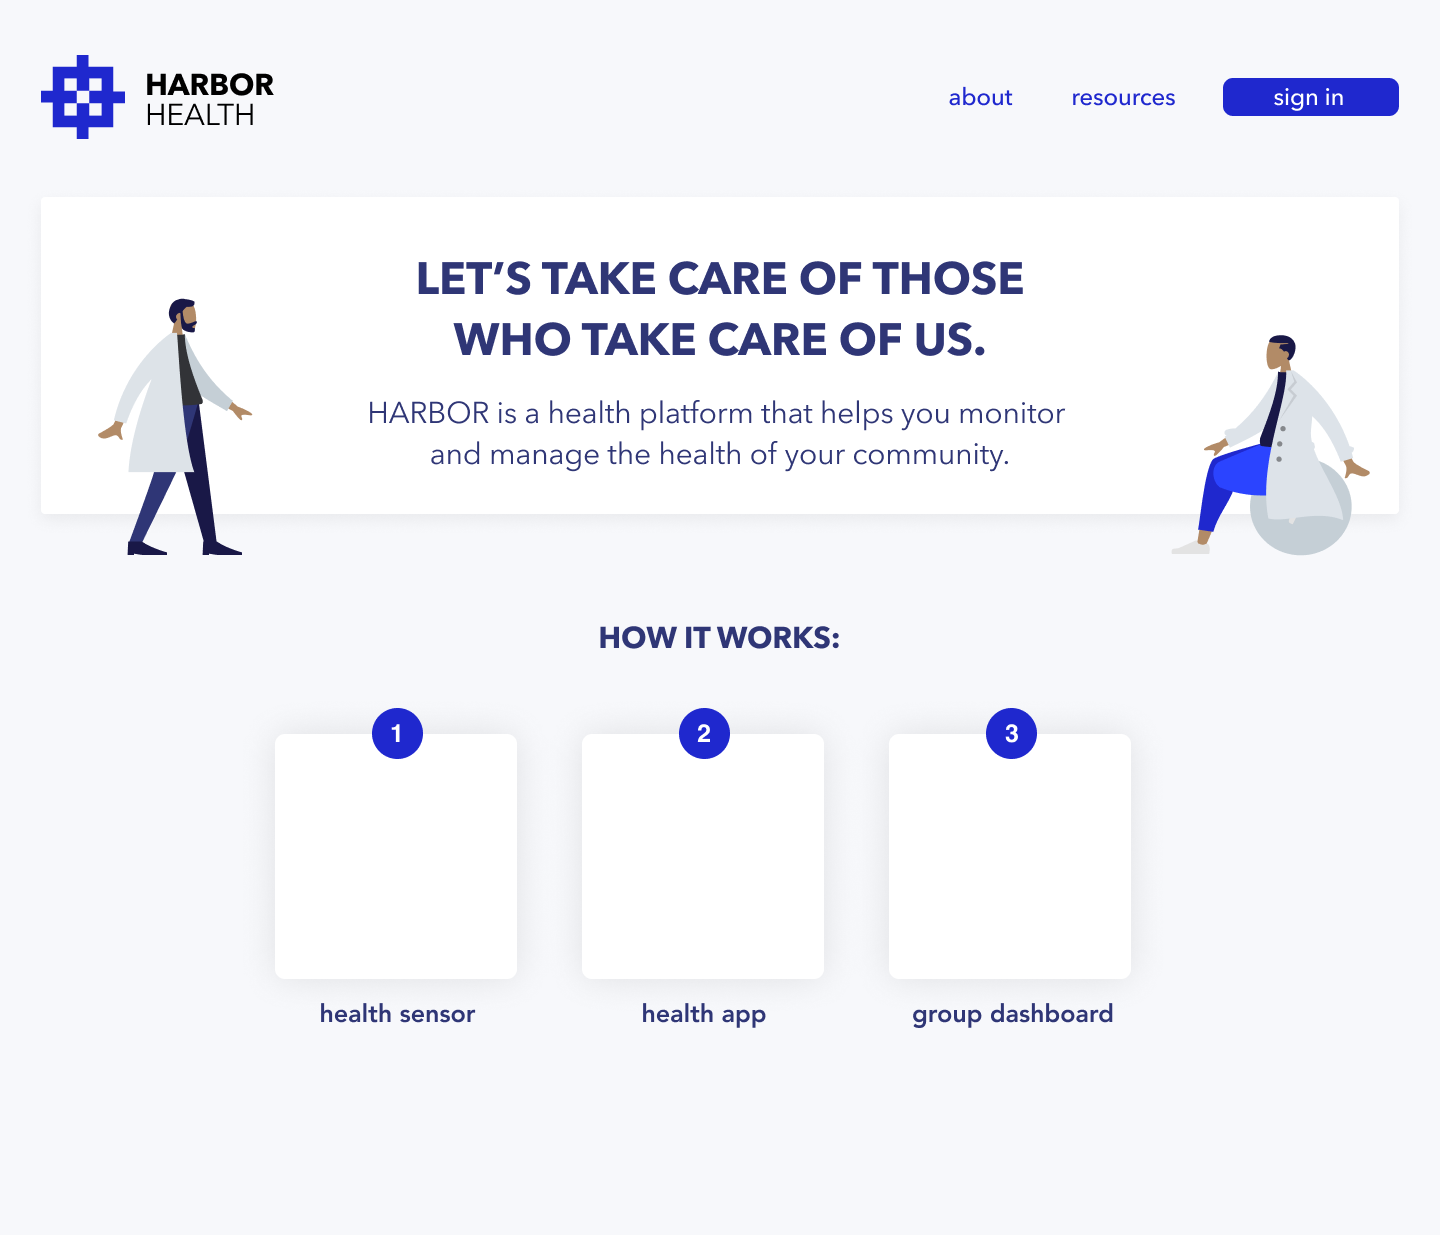 HARBOR
HEALTH
about
resources
sign in
LET’S TAKE CARE OF THOSE
WHO TAKE CARE OF US.
HARBOR is a health platform that helps you monitor
and manage the health of your community.
HOW IT WORKS:
1
2
3
health sensor
health app
group dashboard